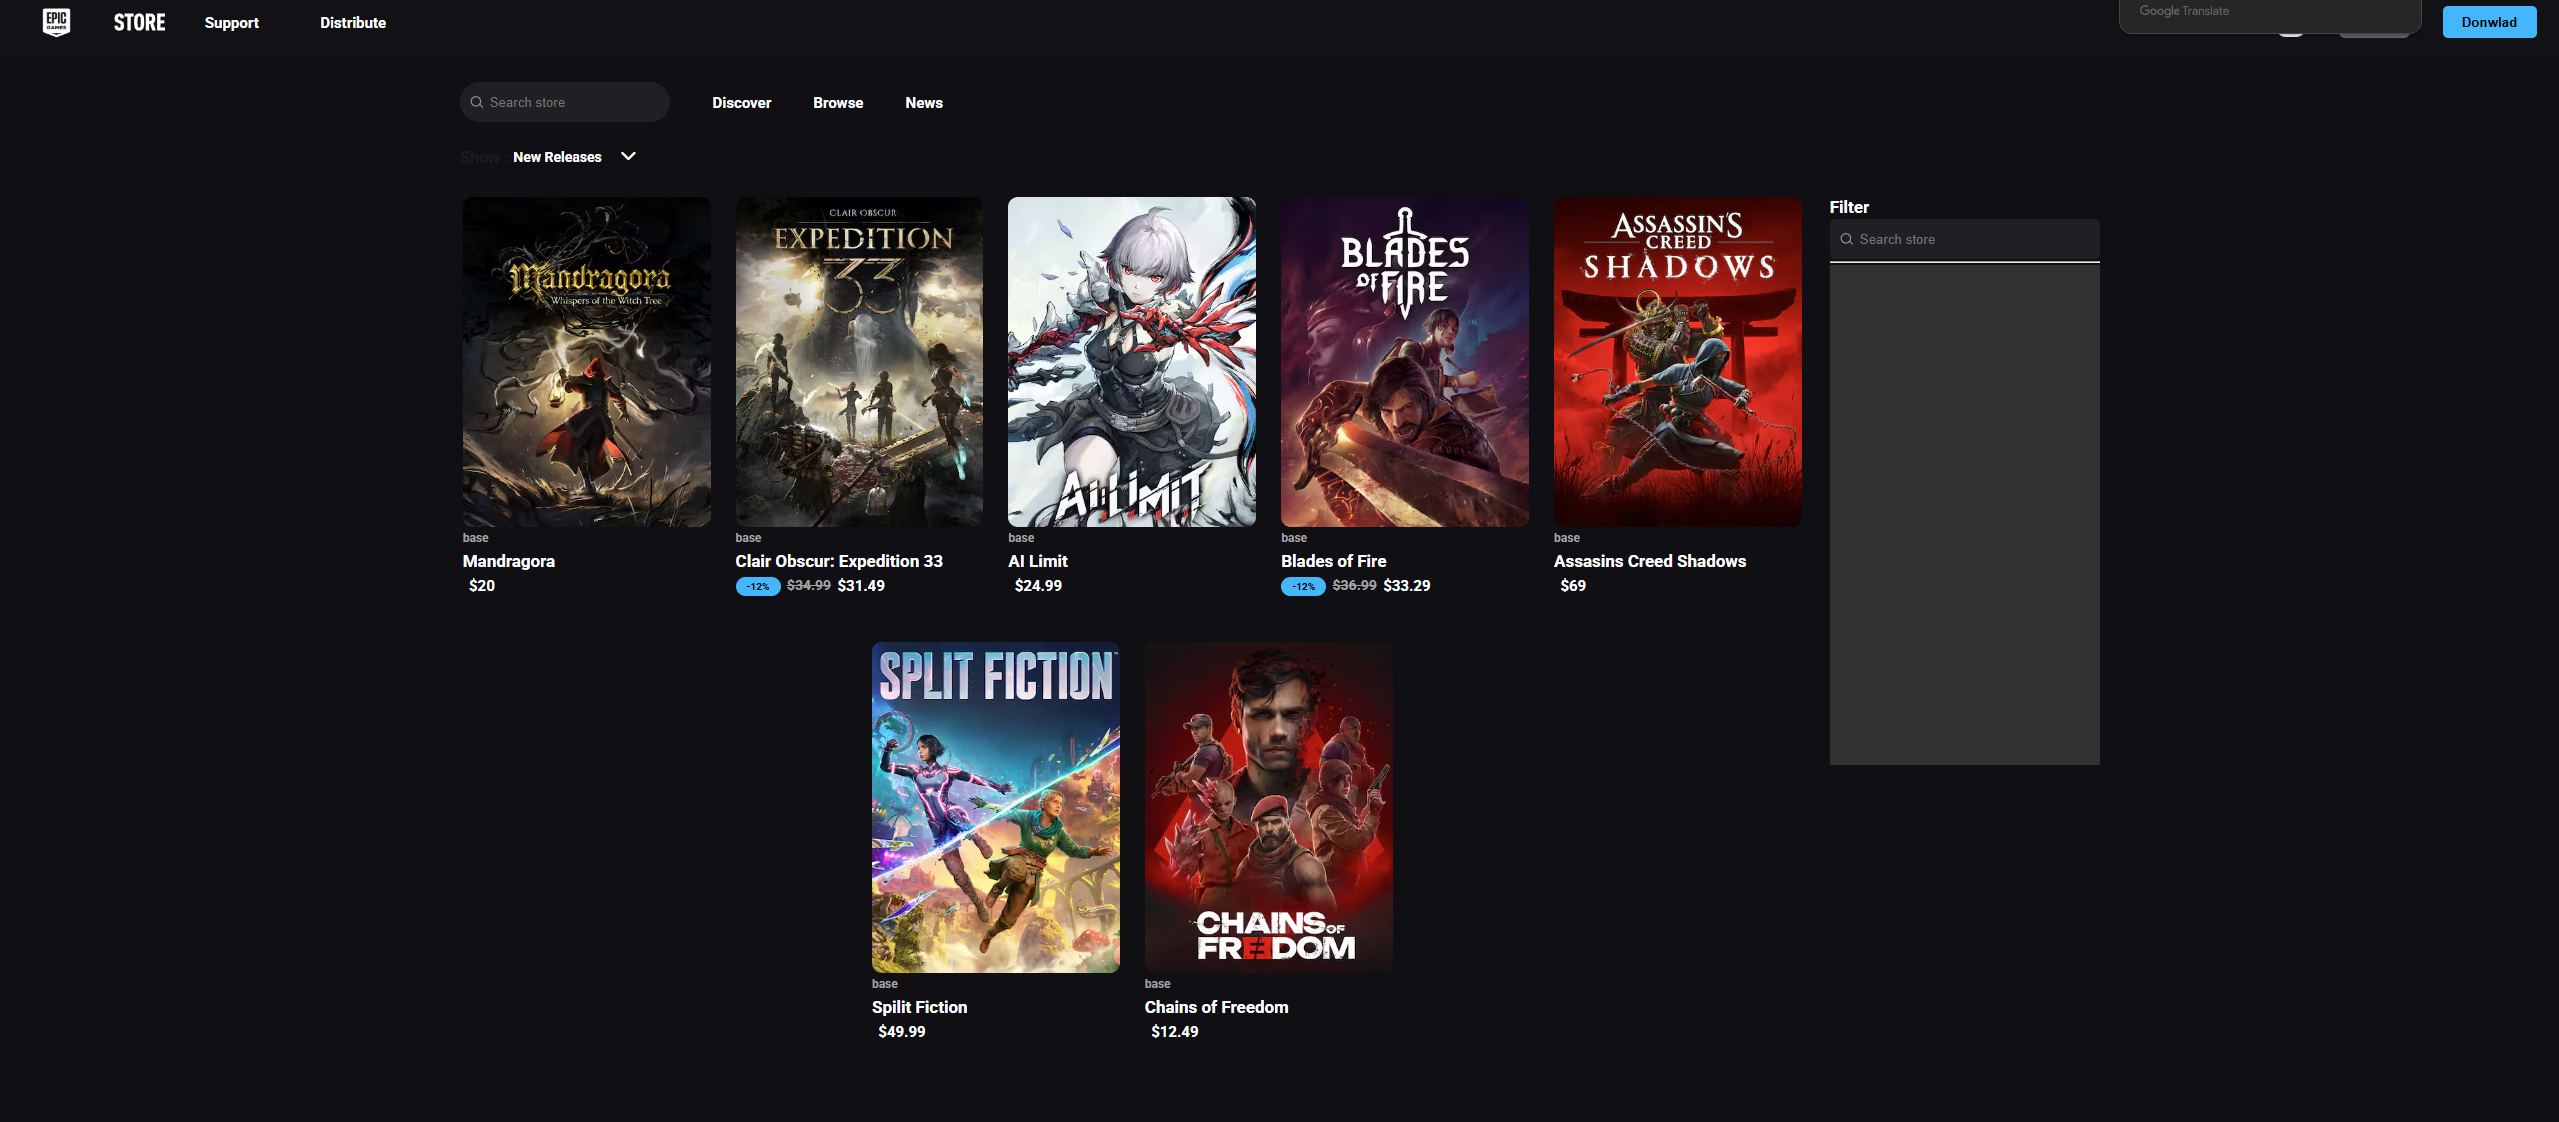 EPIC
GAMES
STORE
Support
Distribute
Google Translate
Donwlad
Search store
Discover
Browse
News
Show :
New Releases
Mandragora
Whispers of the Witch Tree
CLAIR OBSCUR
EXPEDITION
33
AI:LIMIT
BLADES
OF FIRE
ASSASSIN'S
CREED
SHADOWS
Filter
Search store
base
Mandragora
$20
base
Clair Obscur: Expedition 33
-12% $34.99 $31.49
base
AI Limit
$24.99
base
Blades of Fire
-12% $36.99 $33.29
base
Assasins Creed Shadows
$69
SPLIT FICTION
CHAINS OF
FREEDOM
base
Spilit Fiction
$49.99
base
Chains of Freedom
$12.49